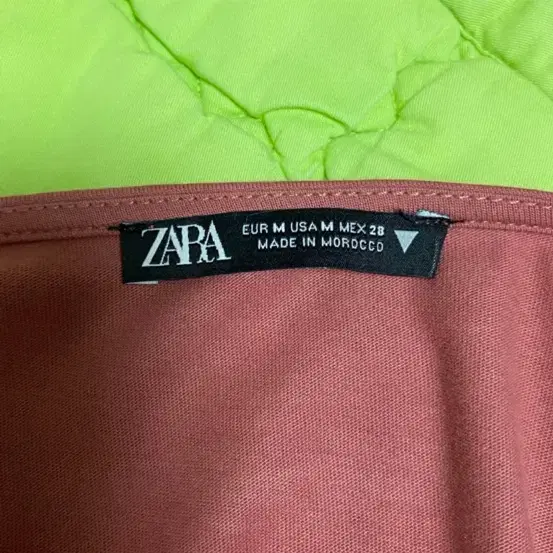 ZARA
EUR M USA M MEX 28
MADE IN MOROCCO